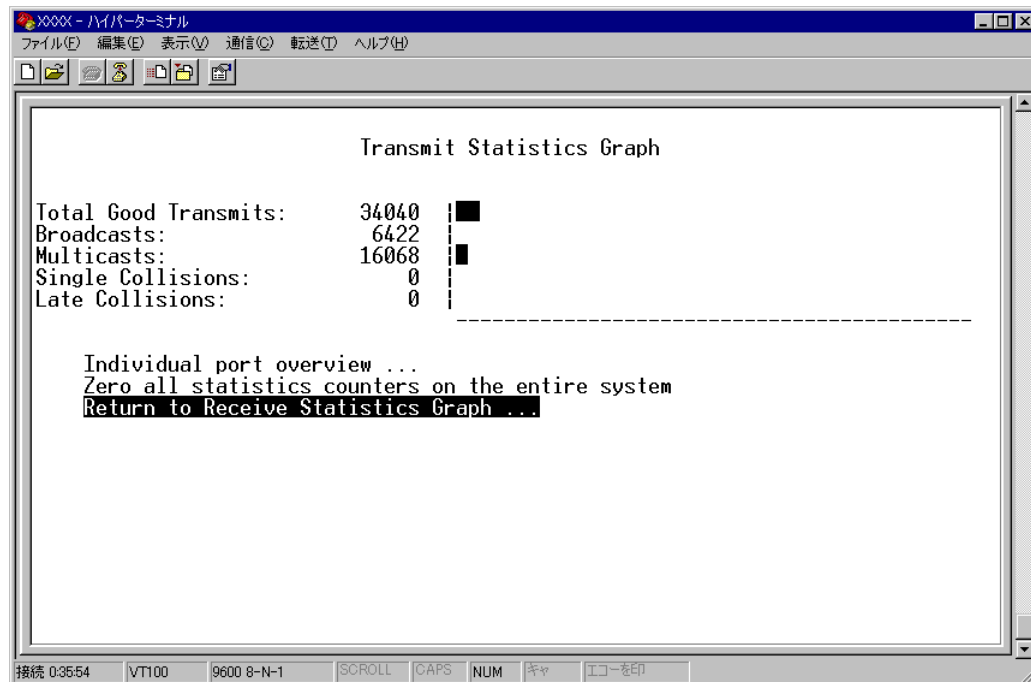 XXXX - ハイパーターミナル
ファイル(F) 編集(E) 表示(V) 通信(C) 転送(T) ヘルプ(H)
Transmit Statistics Graph
Total Good Transmits: 34040
Broadcasts: 6422
Multicasts: 16068
Single Collisions: 0
Late Collisions: 0
Individual port overview ...
Zero all statistics counters on the entire system
Return to Receive Statistics Graph ...
接続 0:35:54 VT100 9600 8-N-1 SCROLL CAPS NUM キャ エコーを印